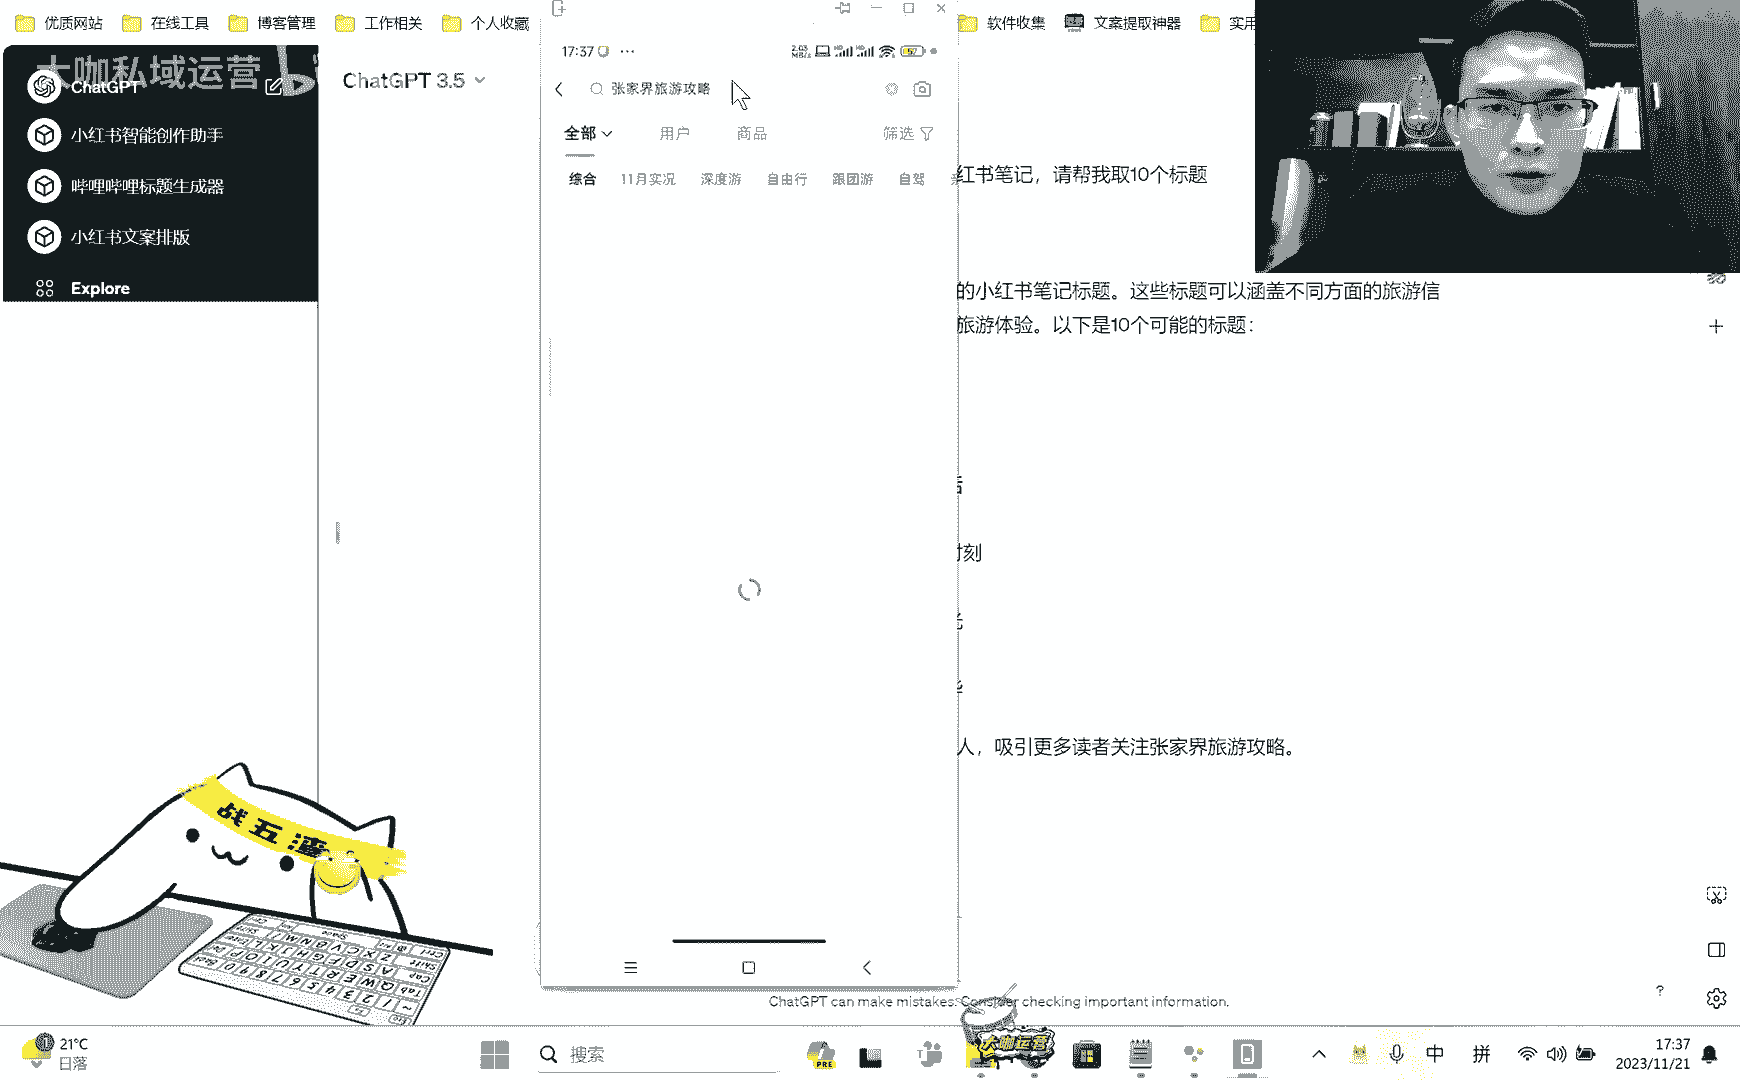 优质网站
在线工具
博客管理
工作相关
个人收藏
软件收集
文案提取神器
实用
大咖私域运营
ChatGPT
小红书智能创作助手
哔哩哔哩标题生成器
小红书文案排版
Explore
ChatGPT 3.5
17:37
57
张家界旅游攻略
全部
用户
商品
筛选
综合
11月实况
深度游
自由行
跟团游
自驾
红书笔记，请帮我取10个标题
的小红书笔记标题。这些标题可以涵盖不同方面的旅游信
旅游体验。以下是10个可能的标题：
时刻
人，吸引更多读者关注张家界旅游攻略。
战五渣
ChatGPT can make mistakes. Consider checking important information.
?
1
21°C
日落
搜索
PRE
大咖运营
中
拼
17:37
2023/11/21